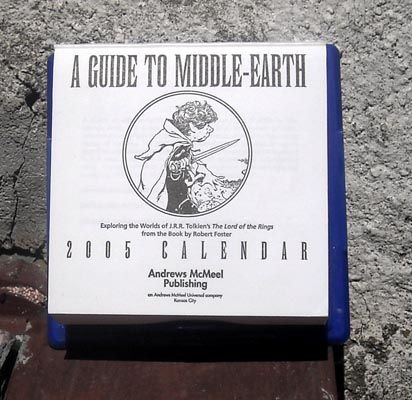 A GUIDE TO MIDDLE-EARTH
Exploring the Worlds of J.R.R. Tolkien's The Lord of the Rings
from the Book by Robert Foster
2005 CALENDAR
Andrews McMeel
Publishing
an Andrews McMeel Universal company
Kansas City